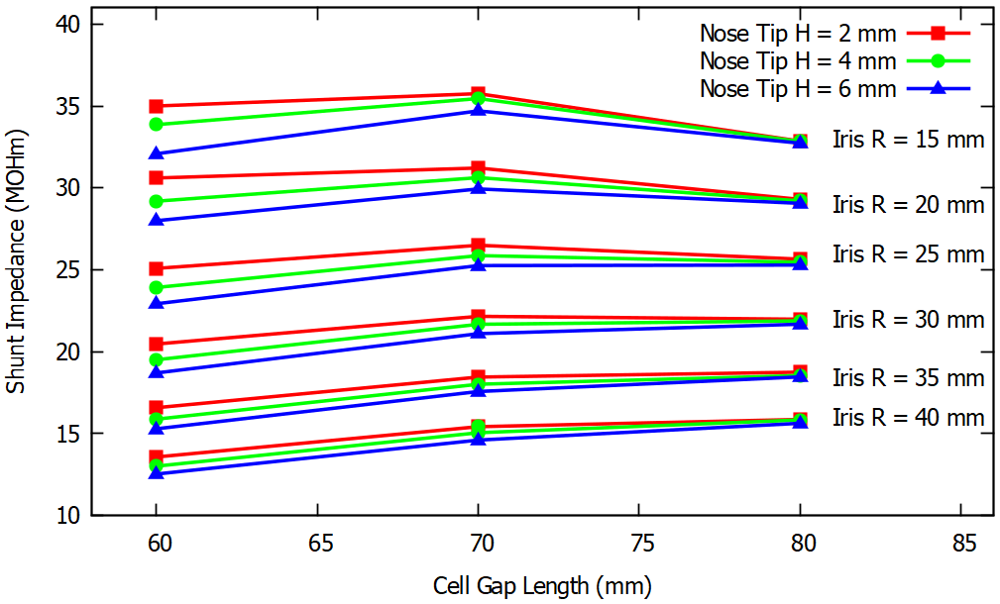 40
35
30
25
20
15
10
Shunt Impedance (MOHm)
Nose Tip H = 2 mm
Nose Tip H = 4 mm
Nose Tip H = 6 mm
Iris R = 15 mm
Iris R = 20 mm
Iris R = 25 mm
Iris R = 30 mm
Iris R = 35 mm
Iris R = 40 mm
60 65 70 75 80 85
Cell Gap Length (mm)